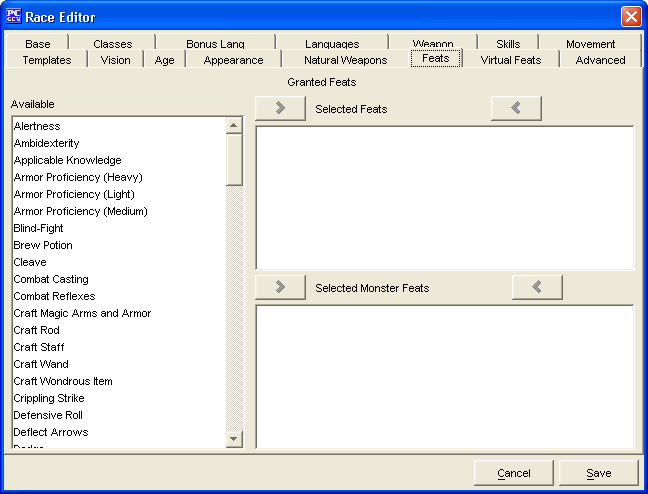 PC GEN Race Editor
Base Classes Bonus Lang Languages Weapon Skills Movement
Templates Vision Age Appearance Natural Weapons Feats Virtual Feats Advanced
Granted Feats
Available
Selected Feats
Alertness
Ambidexterity
Applicable Knowledge
Armor Proficiency (Heavy)
Armor Proficiency (Light)
Armor Proficiency (Medium)
Blind-Fight
Brew Potion
Cleave
Combat Casting
Combat Reflexes
Craft Magic Arms and Armor
Craft Rod
Craft Staff
Craft Wand
Craft Wondrous Item
Crippling Strike
Defensive Roll
Deflect Arrows
Selected Monster Feats
Cancel Save